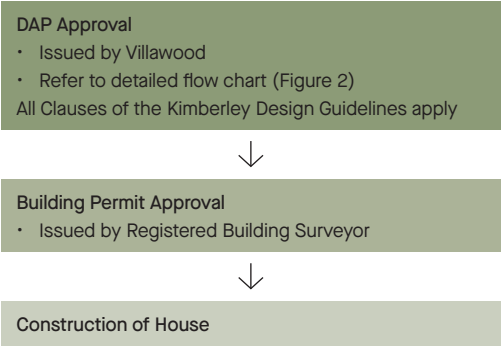 DAP Approval
• Issued by Villawood
• Refer to detailed flow chart (Figure 2)
All Clauses of the Kimberley Design Guidelines apply
Building Permit Approval
• Issued by Registered Building Surveyor
Construction of House